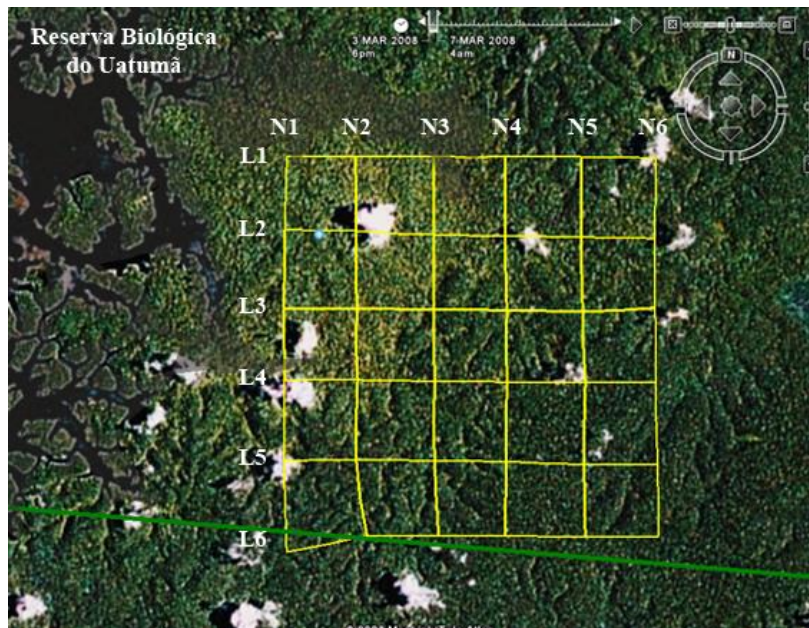 Reserva Biológica
do Uatumã
3 MAR 2008 —
7 MAR 2008
6pm
4am
N
N1 N2 N3 N4 N5 N6
L1
L2
L3
L4
L5
L6